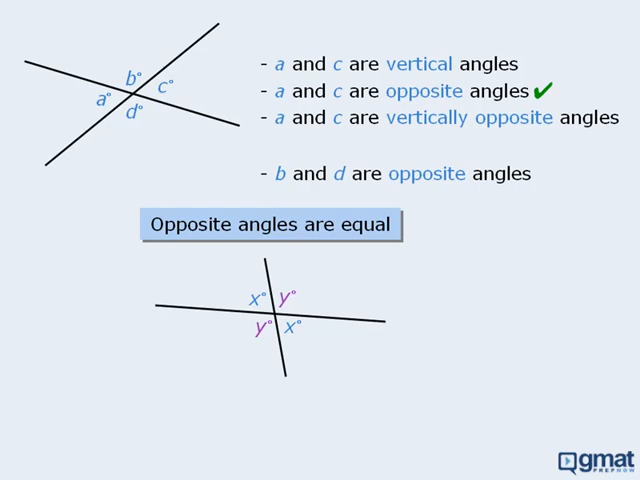 b°
a°
c°
d°
- a and c are vertical angles
- a and c are opposite angles
- a and c are vertically opposite angles
- b and d are opposite angles
Opposite angles are equal
x° y°
y° x°
gmat
PREPNOW